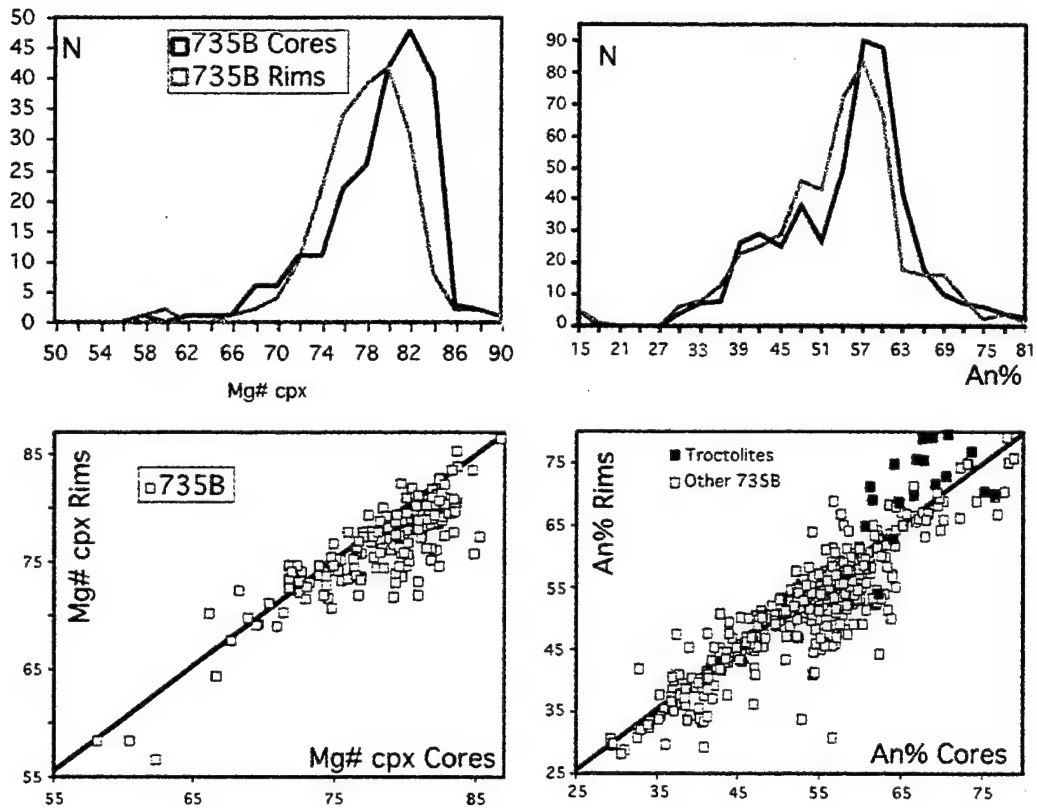 N
735B Cores
735B Rims
50
45
40
35
30
25
20
15
10
5
0
50 54 58 62 66 70 74 78 82 86 90
Mg# cpx
N
90
80
70
60
50
40
30
20
10
0
15 21 27 33 39 45 51 57 63 69 75 81
An%
85
75
65
55
Mg# cpx Rims
735B
Mg# cpx Cores
55 65 75 85
75
65
55
45
35
25
An% Rims
Troctolites
Other 735B
An% Cores
25 35 45 55 65 75